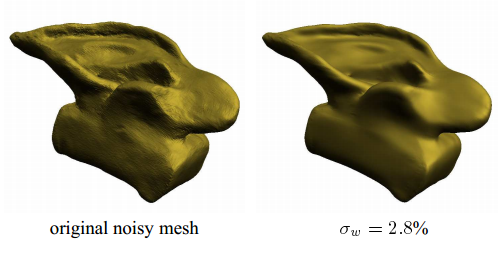 original noisy mesh
σ_w = 2.8%